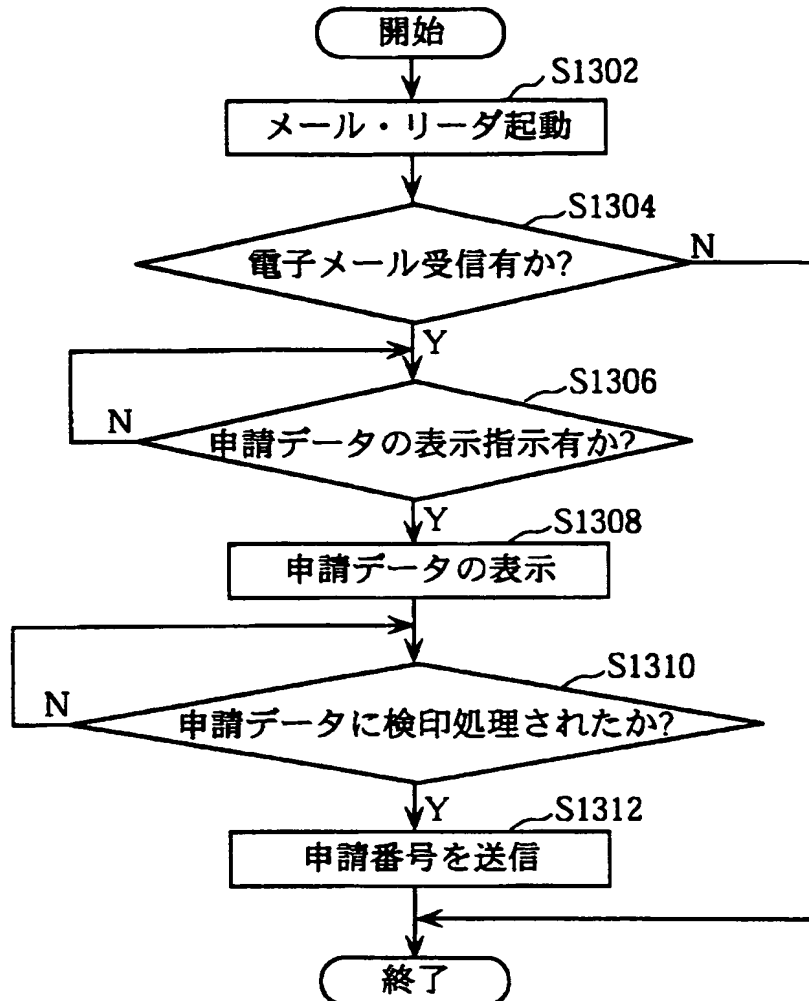 開始
S1302
メール・リーダ起動
S1304
電子メール受信有か?
N
Y
S1306
N
申請データの表示指示有か?
Y
S1308
申請データの表示
S1310
N
申請データに検印処理されたか?
Y
S1312
申請番号を送信
終了